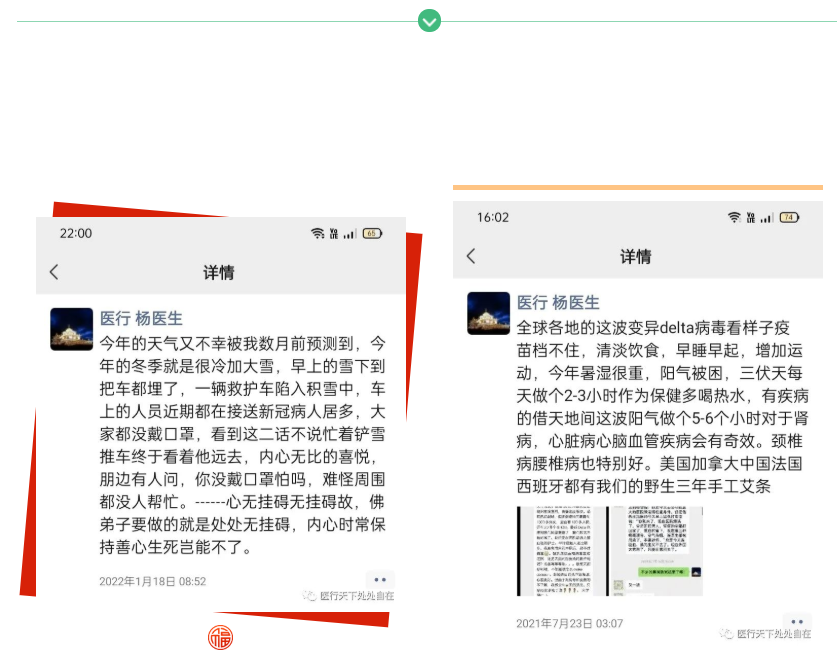 22:00
65
详情
医行 杨医生
今年的天气又不幸被我数月前预测到，今
年的冬季就是很冷加大雪，早上的雪下到
把车都埋了，一辆救护车陷入积雪中，车
上的人员近期都在接送新冠病人居多，大
家都没戴口罩，看到这二话不说忙着铲雪
推车终于看着他远去，内心无比的喜悦，
朋边有人问，你没戴口罩怕吗，难怪周围
都没人帮忙。------心无挂碍无挂碍故，佛
弟子要做的就是处处无挂碍，内心时常保
持善心生死岂能不了。
2022年1月18日 08:52
医行天下处处自在
福
16:02
74
详情
医行 杨医生
全球各地的这波变异delta病毒看样子疫
苗档不住，清淡饮食，早睡早起，增加运
动，今年暑湿很重，阳气被困，三伏天每
天做个2-3小时作为保健多喝热水，有疾病
的借天地间这波阳气做个5-6个小时对于肾
病，心脏病心脑血管疾病会有奇效。颈椎
病腰椎病也特别好。美国加拿大中国法国
西班牙都有我们的野生三年手工艾条
2021年7月23日 03:07
医行天下处处自在